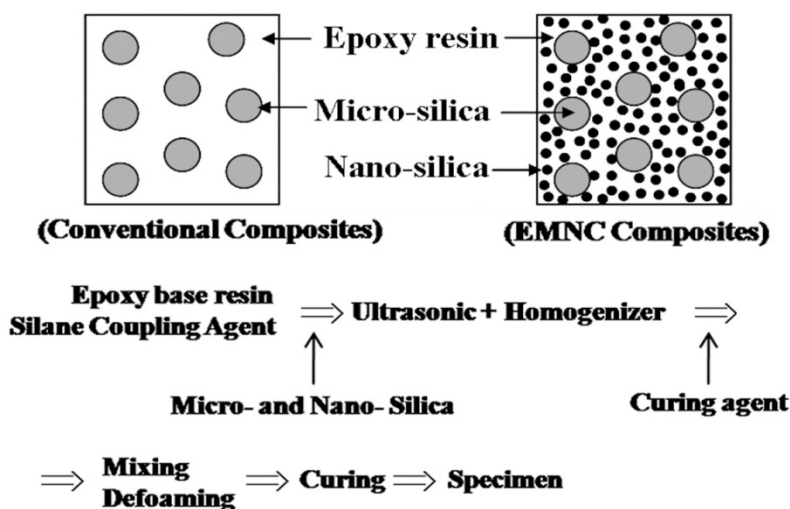 Epoxy resin
Micro-silica
Nano-silica
(Conventional Composites)
(EMNC Composites)
Epoxy base resin
Silane Coupling Agent
Ultrasonic + Homogenizer
Micro- and Nano- Silica
Curing agent
Mixing
Defoaming
Curing
Specimen